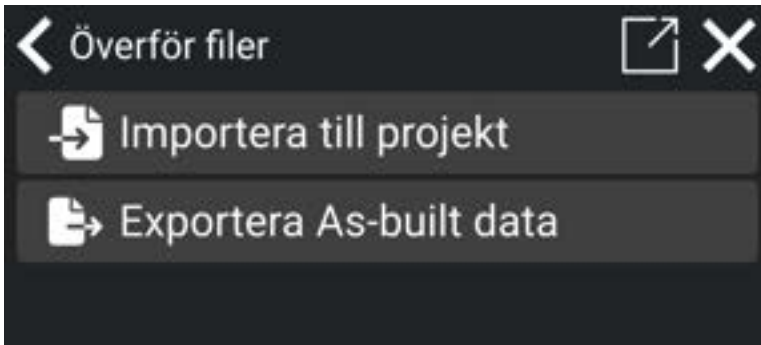 Överför filer
Importera till projekt
Exportera As-built data